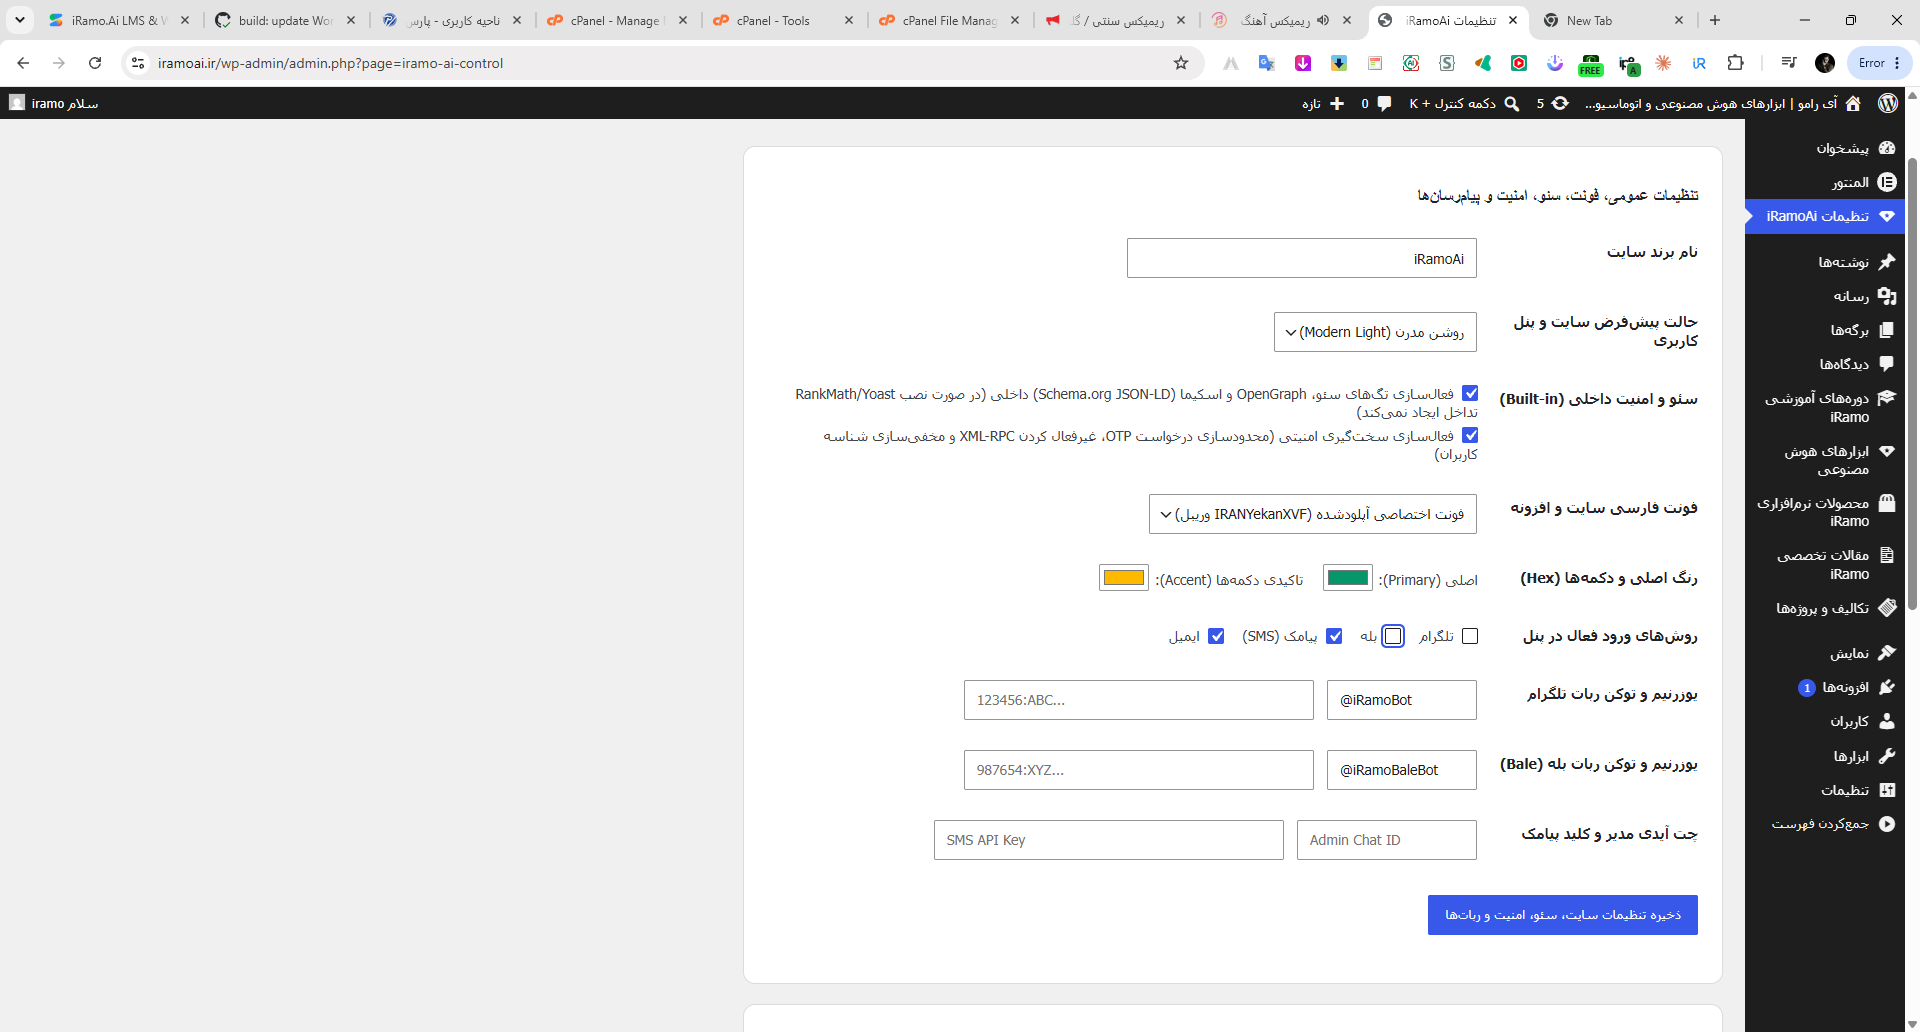 iRamo.Ai LMS & W
build: update Wor
ناحیه کاربری - پارس
cPanel - Manage
cPanel - Tools
cPanel File Manag
ریمیکس سنتی / گل
ریمیکس آهنگ
تنظیمات iRamoAi
New Tab
iramoai.ir/wp-admin/admin.php?page=iramo-ai-control
FREE
Error
آی رامو | ابزارهای هوش مصنوعی و اتوماسیو...
5
دکمه کنترل + K
0
تازه
سلام iramo
پیشخوان
المنتور
تنظیمات iRamoAi
نوشته‌ها
رسانه
برگه‌ها
دیدگاه‌ها
دوره‌های آموزشی
iRamo
ابزارهای هوش
مصنوعی
محصولات نرم‌افزاری
iRamo
مقالات تخصصی
iRamo
تکالیف و پروژه‌ها
نمایش
افزونه‌ها 1
کاربران
ابزارها
تنظیمات
جمع‌کردن فهرست
تنظیمات عمومی، فونت، سئو، امنیت و پیام‌رسان‌ها
نام برند سایت
iRamoAi
حالت پیش‌فرض سایت و پنل
کاربری
روشن مدرن (Modern Light)
سئو و امنیت داخلی (Built-in)
فعال‌سازی تگ‌های سئو، OpenGraph و اسکیما (Schema.org JSON-LD) داخلی (در صورت نصب RankMath/Yoast
تداخل ایجاد نمی‌کند)
فعال‌سازی سخت‌گیری امنیتی (محدودسازی درخواست OTP، غیرفعال کردن XML-RPC و مخفی‌سازی شناسه
کاربران)
فونت فارسی سایت و افزونه
فونت اختصاصی آپلودشده (IRANYekanXVF وریبل)
رنگ اصلی و دکمه‌ها (Hex)
اصلی (Primary):
تاکیدی دکمه‌ها (Accent):
روش‌های ورود فعال در پنل
تلگرام
بله
پیامک (SMS)
ایمیل
یوزرنیم و توکن ربات تلگرام
@iRamoBot
123456:ABC...
یوزرنیم و توکن ربات بله (Bale)
@iRamoBaleBot
987654:XYZ...
چت آیدی مدیر و کلید پیامک
Admin Chat ID
SMS API Key
ذخیره تنظیمات سایت، سئو، امنیت و ربات‌ها